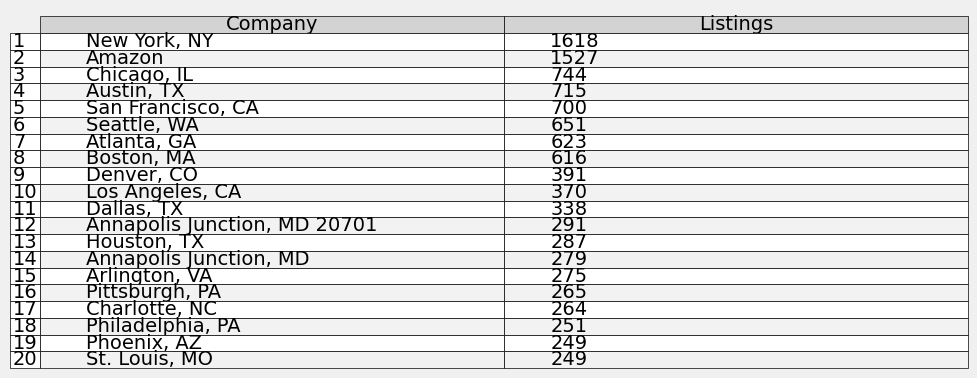 Company Listings
1 New York, NY 1618
2 Amazon 1527
3 Chicago, IL 744
4 Austin, TX 715
5 San Francisco, CA 700
6 Seattle, WA 651
7 Atlanta, GA 623
8 Boston, MA 616
9 Denver, CO 391
10 Los Angeles, CA 370
11 Dallas, TX 338
12 Annapolis Junction, MD 20701 291
13 Houston, TX 287
14 Annapolis Junction, MD 279
15 Arlington, VA 275
16 Pittsburgh, PA 265
17 Charlotte, NC 264
18 Philadelphia, PA 251
19 Phoenix, AZ 249
20 St. Louis, MO 249